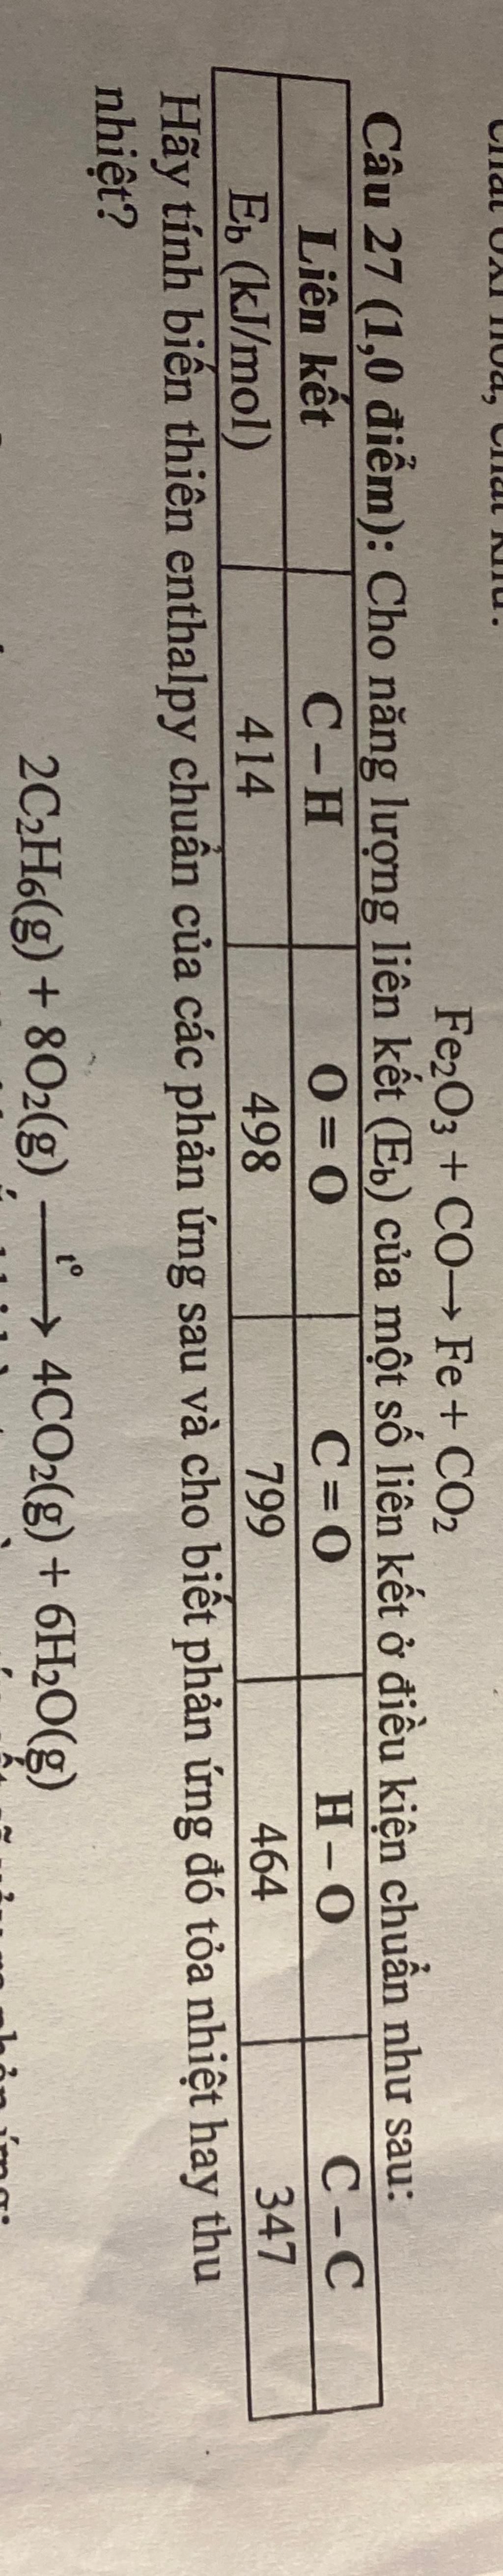 Fe₂O₃ + CO → Fe + CO₂
Câu 27 (1,0 điểm): Cho năng lượng liên kết (E_b) của một số liên kết ở điều kiện chuẩn như sau:
Liên kết C – H O = O C = O H – O C – C
E_b (kJ/mol) 414 498 799 464 347
Hãy tính biến thiên enthalpy chuẩn của các phản ứng sau và cho biết phản ứng đó tỏa nhiệt hay thu
nhiệt?
2C₂H₆(g) + 8O₂(g) —t°→ 4CO₂(g) + 6H₂O(g)